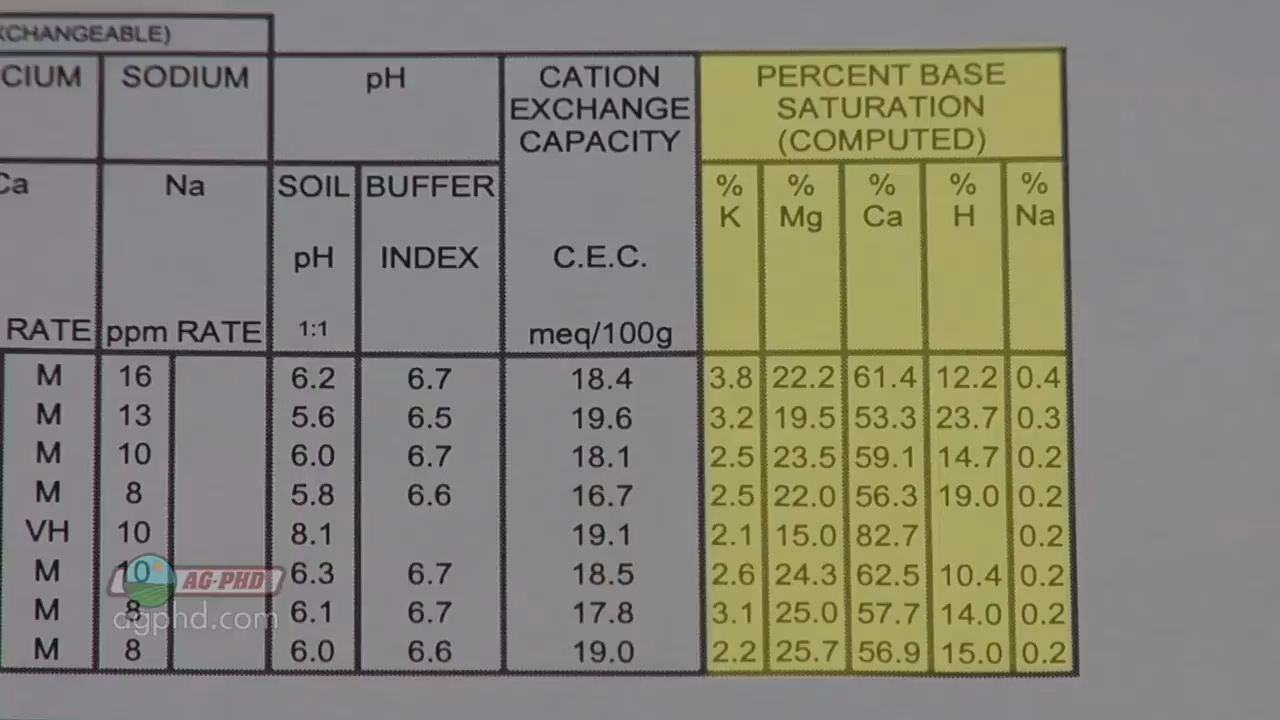 XCHANGEABLE)
CIUM SODIUM pH CATION EXCHANGE CAPACITY PERCENT BASE SATURATION (COMPUTED)
Ca Na SOIL BUFFER % % % % %
K Mg Ca H Na
pH INDEX C.E.C.
RATE ppm RATE 1:1 meq/100g
M 16 6.2 6.7 18.4 3.8 22.2 61.4 12.2 0.4
M 13 5.6 6.5 19.6 3.2 19.5 53.3 23.7 0.3
M 10 6.0 6.7 18.1 2.5 23.5 59.1 14.7 0.2
M 8 5.8 6.6 16.7 2.5 22.0 56.3 19.0 0.2
VH 10 8.1 19.1 2.1 15.0 82.7 0.2
M 10 6.3 6.7 18.5 2.6 24.3 62.5 10.4 0.2
M 8 6.1 6.7 17.8 3.1 25.0 57.7 14.0 0.2
M 8 6.0 6.6 19.0 2.2 25.7 56.9 15.0 0.2
AG-PHD
agphd.com